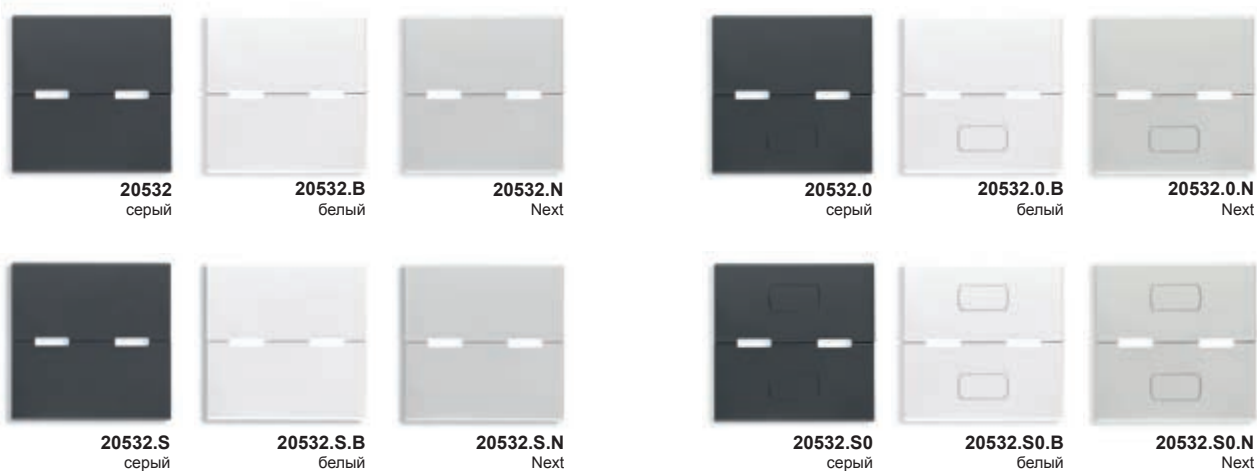 20532
серый
20532.B
белый
20532.N
Next
20532.0
серый
20532.0.B
белый
20532.0.N
Next
20532.S
серый
20532.S.B
белый
20532.S.N
Next
20532.S0
серый
20532.S0.B
белый
20532.S0.N
Next